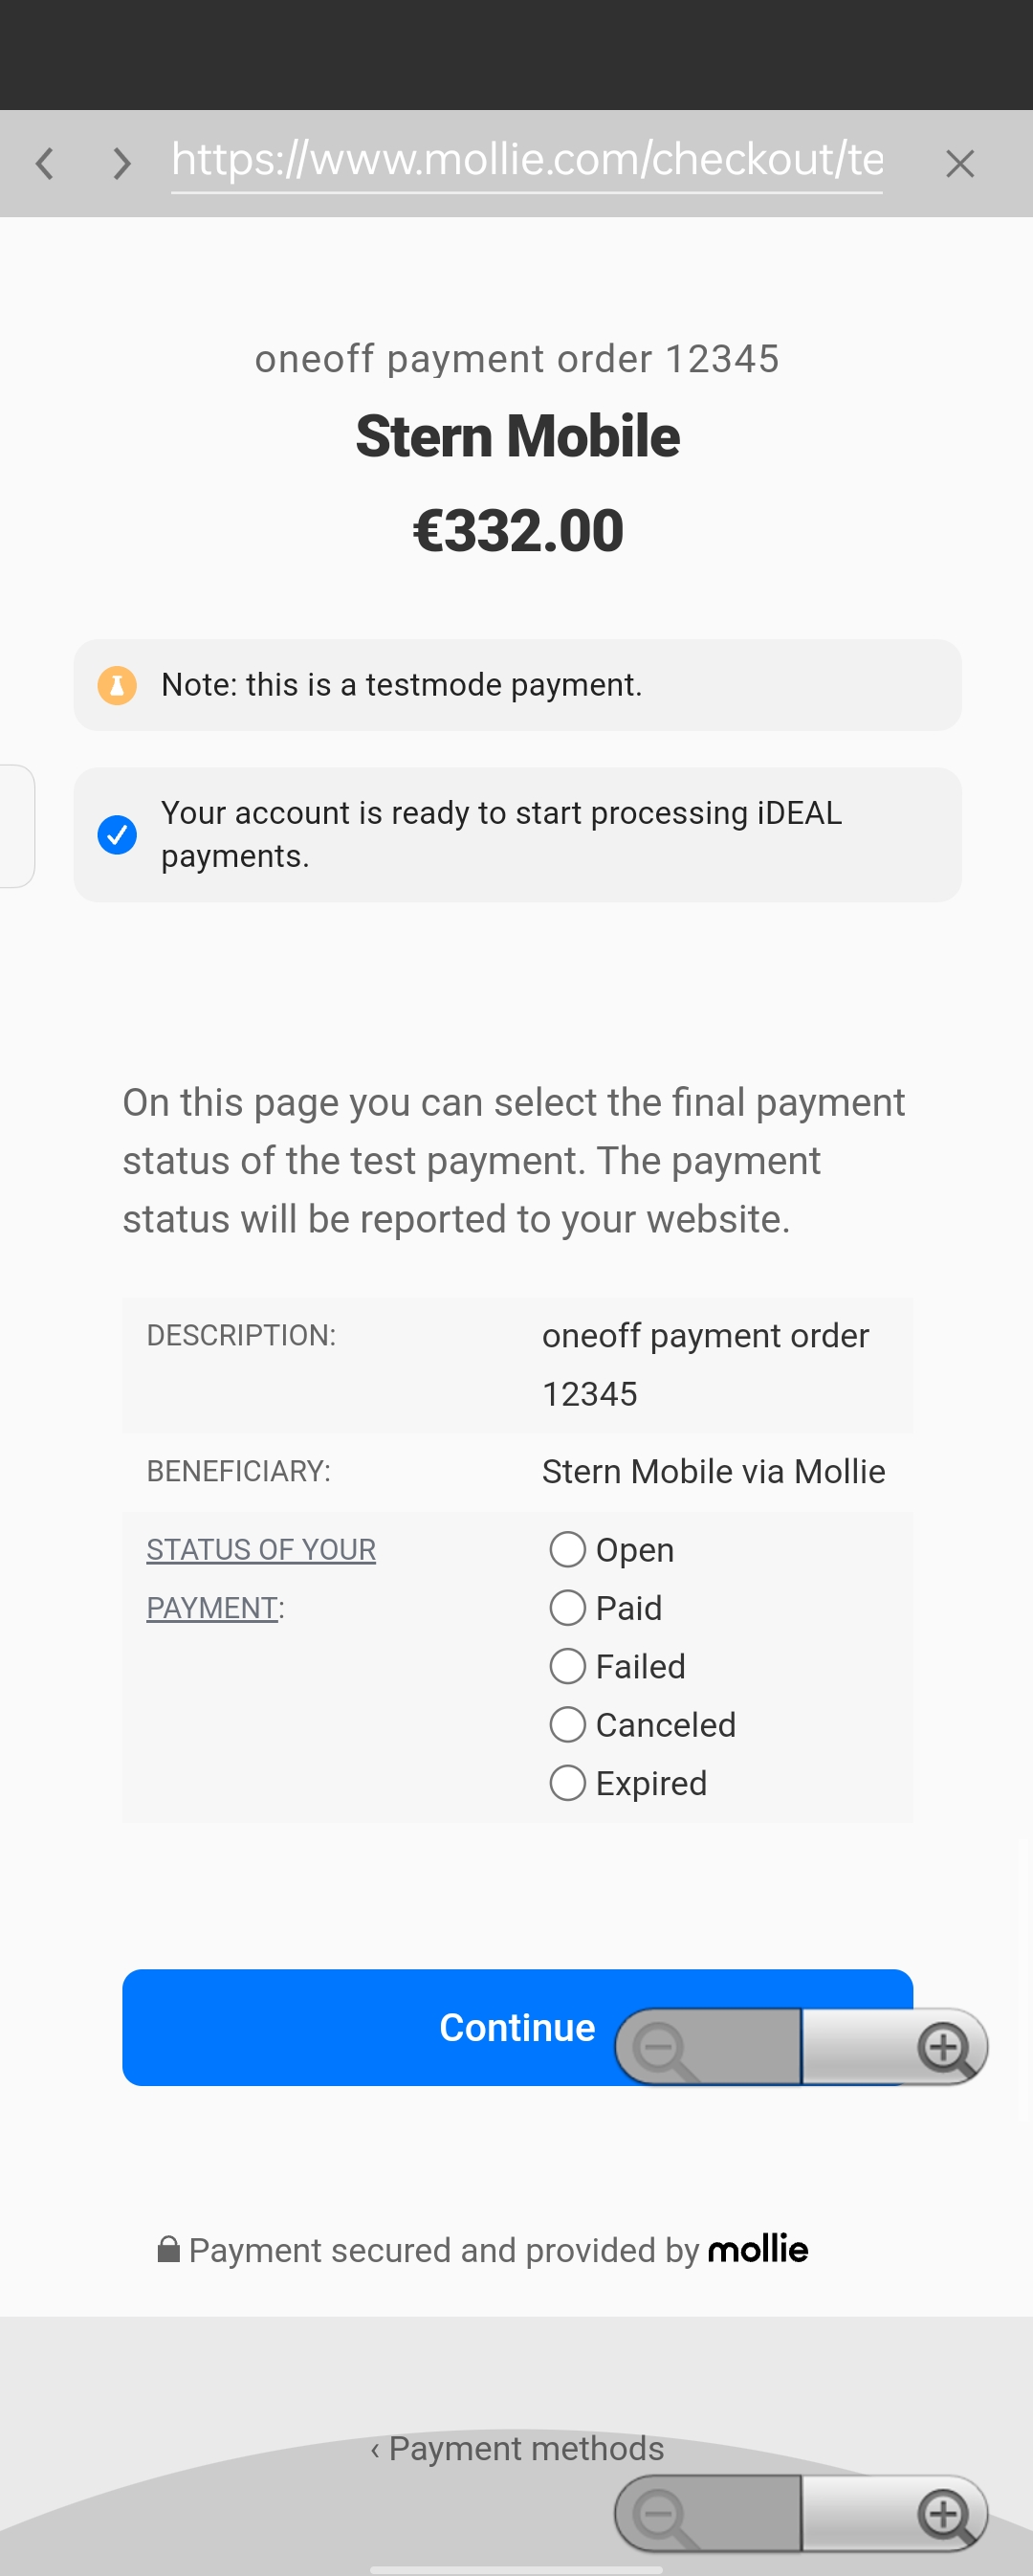 https://www.mollie.com/checkout/te
oneoff payment order 12345
Stern Mobile
€332.00
Note: this is a testmode payment.
Your account is ready to start processing iDEAL
payments.
On this page you can select the final payment
status of the test payment. The payment
status will be reported to your website.
DESCRIPTION:
oneoff payment order
12345
BENEFICIARY:
Stern Mobile via Mollie
STATUS OF YOUR
PAYMENT:
Open
Paid
Failed
Canceled
Expired
Continue
Payment secured and provided by mollie
‹ Payment methods